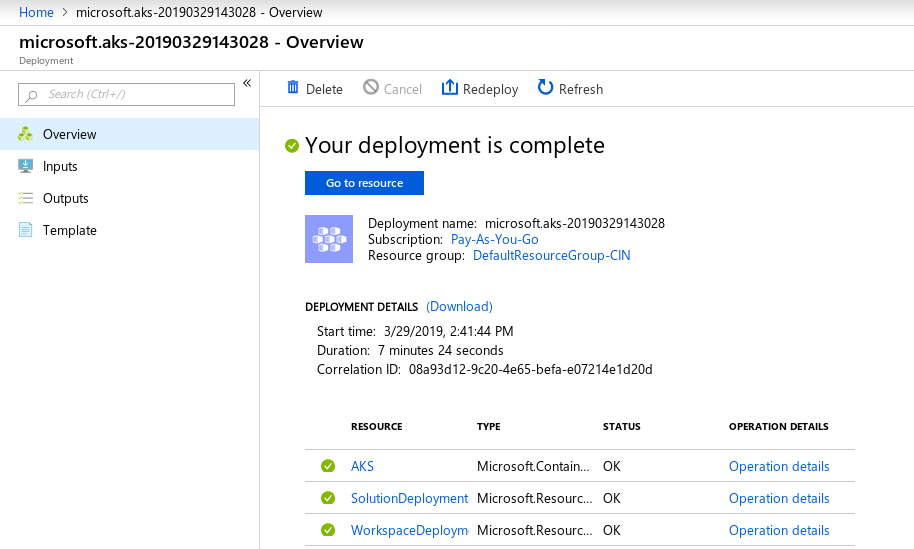 Home > microsoft.aks-20190329143028 - Overview
microsoft.aks-20190329143028 - Overview
Deployment
Search (Ctrl+/)
«
Overview
Inputs
Outputs
Template
Delete Cancel Redeploy Refresh
Your deployment is complete
Go to resource
Deployment name: microsoft.aks-20190329143028
Subscription: Pay-As-You-Go
Resource group: DefaultResourceGroup-CIN
DEPLOYMENT DETAILS (Download)
Start time: 3/29/2019, 2:41:44 PM
Duration: 7 minutes 24 seconds
Correlation ID: 08a93d12-9c20-4e65-befa-e07214e1d20d
RESOURCE TYPE STATUS OPERATION DETAILS
AKS Microsoft.Contain... OK Operation details
SolutionDeployment Microsoft.Resourc... OK Operation details
WorkspaceDeploym Microsoft.Resourc... OK Operation details